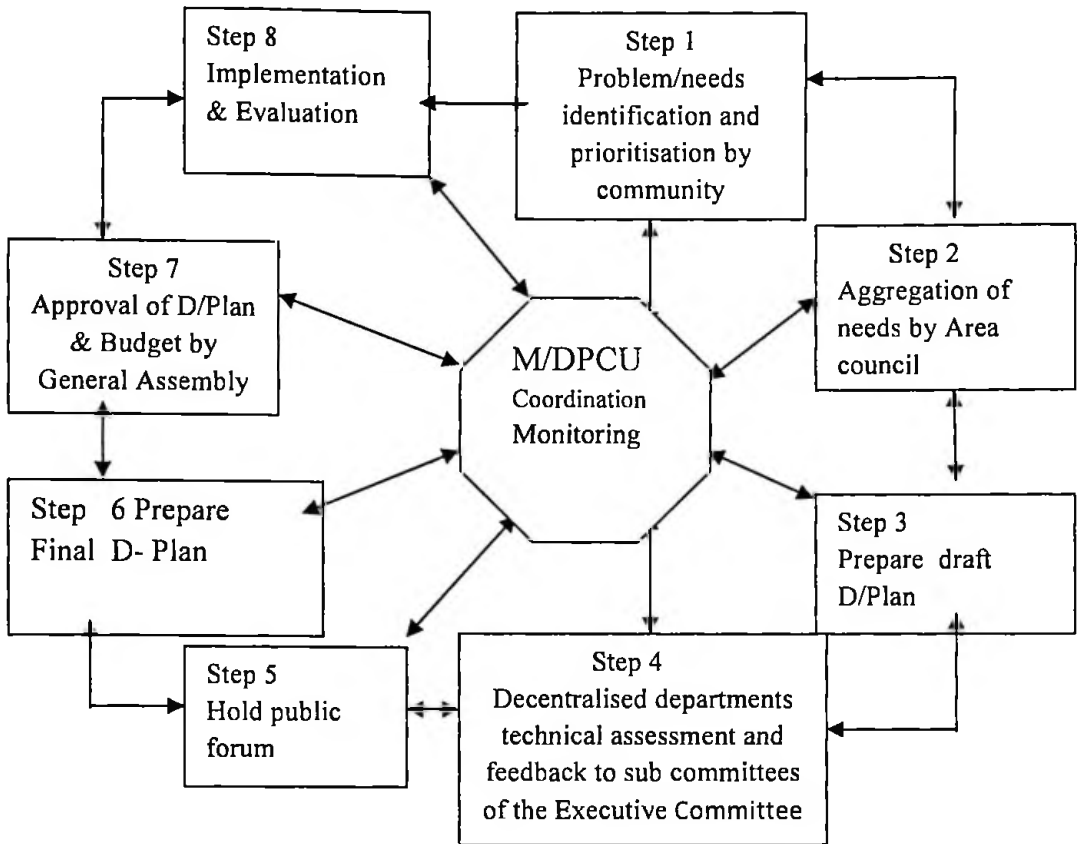 Step 1
Problem/needs
identification and
prioritisation by
community
Step 2
Aggregation of
needs by Area
council
Step 3
Prepare draft
D/Plan
Step 4
Decentralised departments
technical assessment and
feedback to sub committees
of the Executive Committee
Step 5
Hold public
forum
Step 6 Prepare
Final D- Plan
Step 7
Approval of D/Plan
& Budget by
General Assembly
Step 8
Implementation
& Evaluation
M/DPCU
Coordination
Monitoring